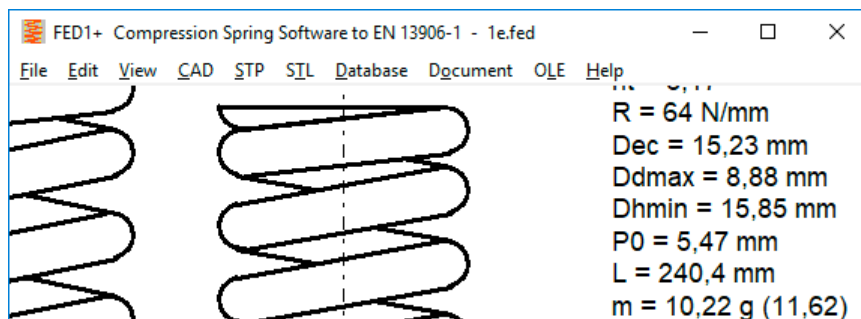 FED1+ Compression Spring Software to EN 13906-1 - 1e.fed
File Edit View CAD STP STL Database Document OLE Help
R = 64 N/mm
Dec = 15,23 mm
Ddmax = 8,88 mm
Dhmin = 15,85 mm
P0 = 5,47 mm
L = 240,4 mm
m = 10,22 g (11,62)